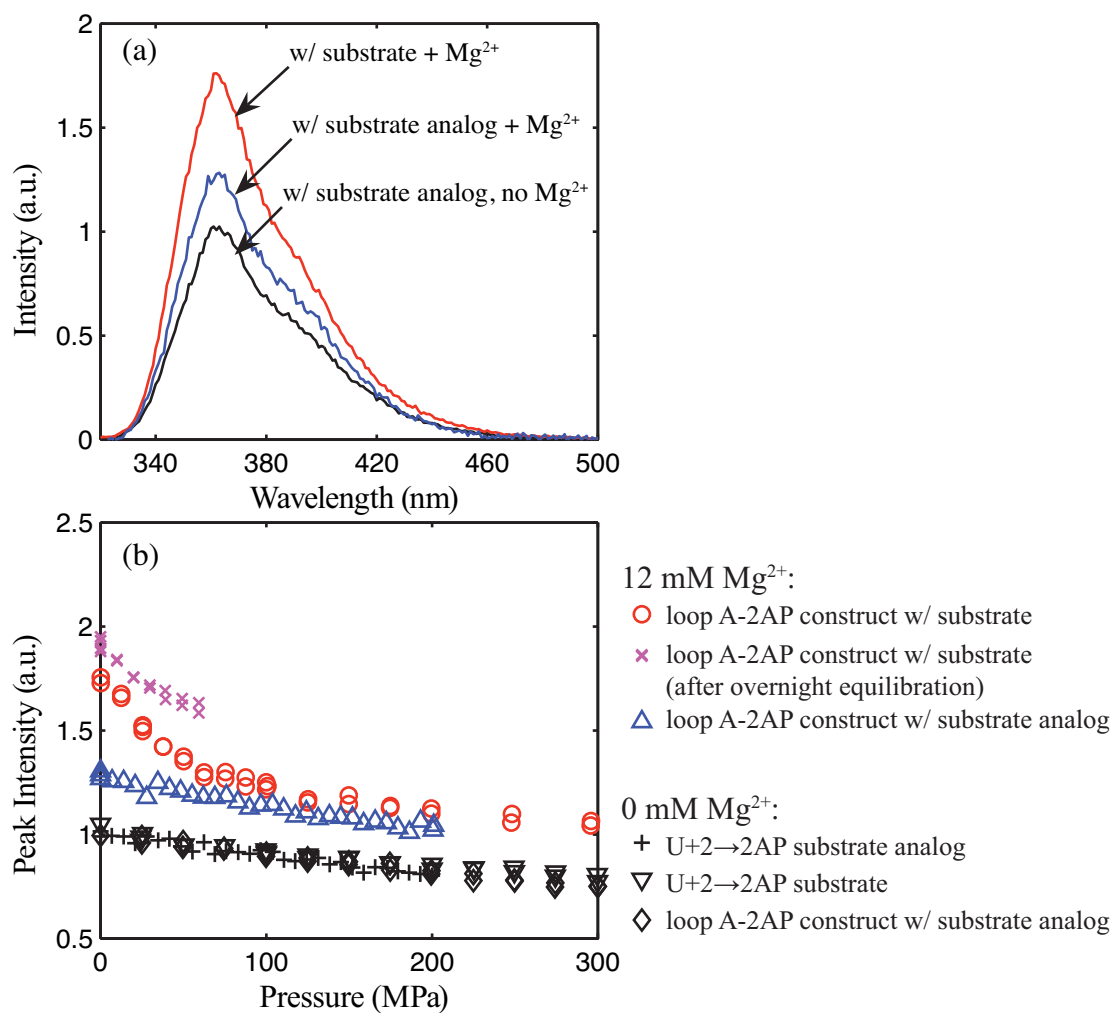 (a)
w/ substrate + Mg²⁺
w/ substrate analog + Mg²⁺
w/ substrate analog, no Mg²⁺
Intensity (a.u.)
2
1.5
1
0.5
0
340
380
420
460
500
Wavelength (nm)
(b)
Peak Intensity (a.u.)
2.5
2
1.5
1
0.5
0
100
200
300
Pressure (MPa)
12 mM Mg²⁺:
loop A-2AP construct w/ substrate
loop A-2AP construct w/ substrate
(after overnight equilibration)
loop A-2AP construct w/ substrate analog
0 mM Mg²⁺:
U+2→2AP substrate analog
U+2→2AP substrate
loop A-2AP construct w/ substrate analog